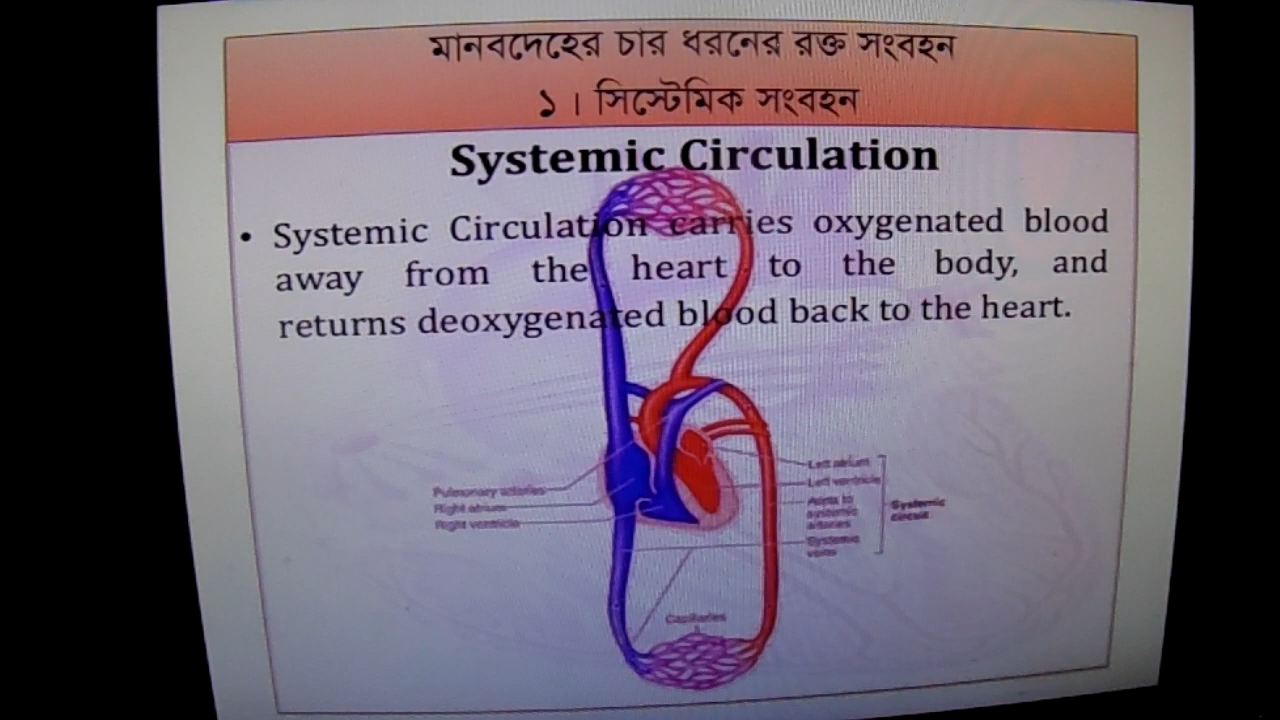 মানবদেহের চার ধরনের রক্ত সংবহন
১। সিস্টেমিক সংবহন
Systemic Circulation
• Systemic Circulation carries oxygenated blood
away from the heart to the body, and
returns deoxygenated blood back to the heart.
Pulmonary arteries
Right atrium
Right ventricle
Left atrium
Left ventricle
Aorta to
systemic
arteries
Systemic
veins
Systemic
circuit
Capillaries